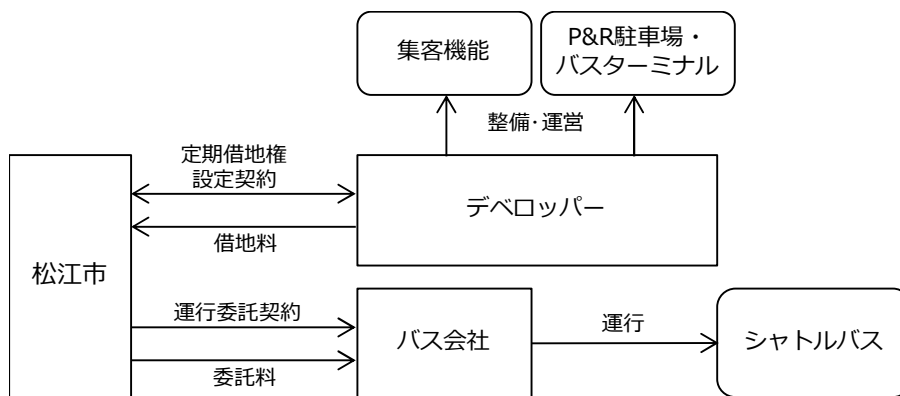 集客機能
P&R駐車場・
バスターミナル
整備・運営
定期借地権
設定契約
デベロッパー
借地料
松江市
運行委託契約
バス会社
運行
シャトルバス
委託料